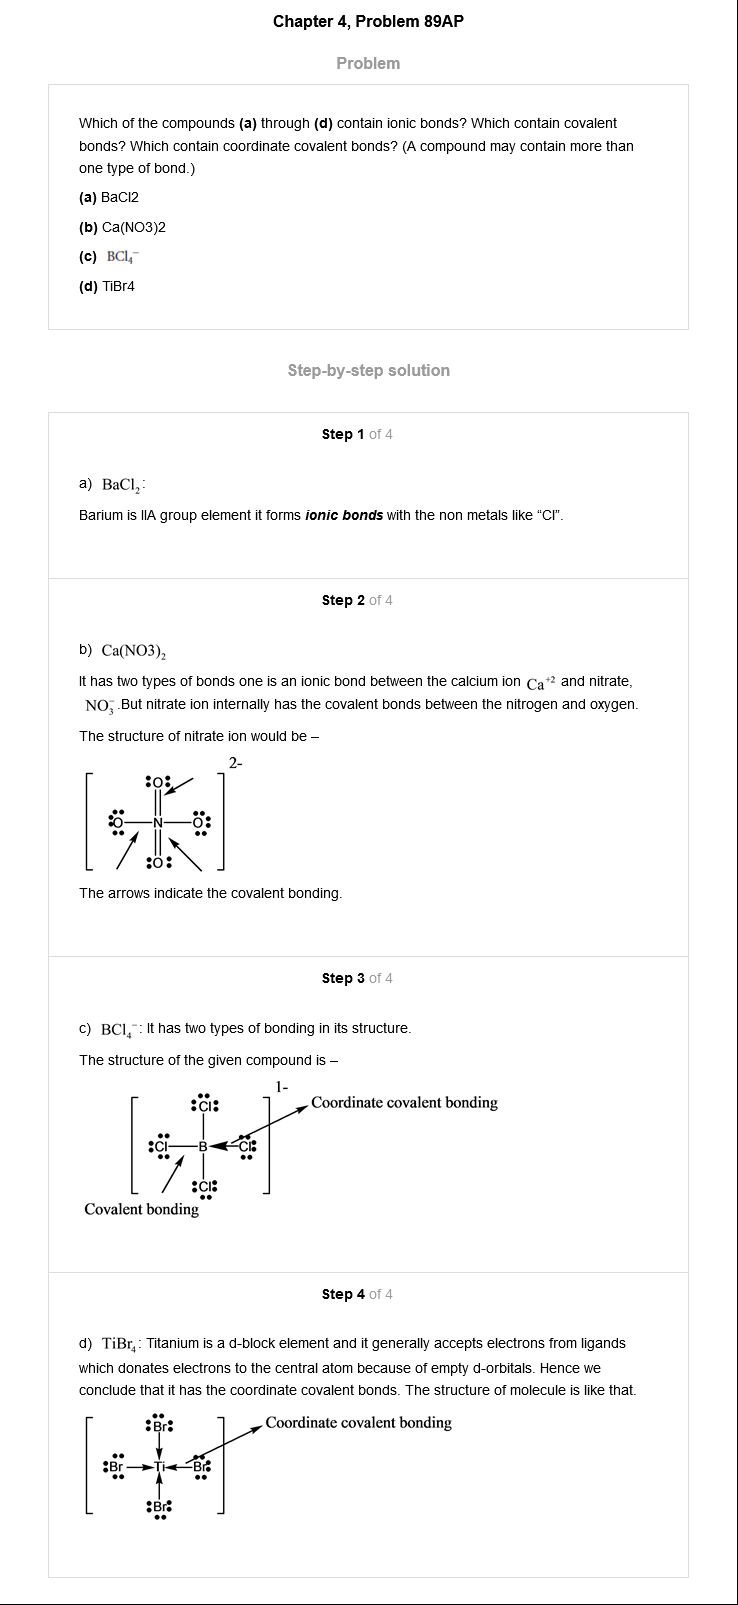 Chapter 4, Problem 89AP
Problem
Which of the compounds (a) through (d) contain ionic bonds? Which contain covalent
bonds? Which contain coordinate covalent bonds? (A compound may contain more than
one type of bond.)
(a) BaCl2
(b) Ca(NO3)2
(c) BCl₄⁻
(d) TiBr4
Step-by-step solution
Step 1 of 4
a) BaCl₂:
Barium is IIA group element it forms ionic bonds with the non metals like “Cl”.
Step 2 of 4
b) Ca(NO3)₂
It has two types of bonds one is an ionic bond between the calcium ion Ca⁺² and nitrate,
NO₃⁻.But nitrate ion internally has the covalent bonds between the nitrogen and oxygen.
The structure of nitrate ion would be –
2-
O
O N O
O
The arrows indicate the covalent bonding.
Step 3 of 4
c) BCl₄⁻: It has two types of bonding in its structure.
The structure of the given compound is –
1-
Cl Coordinate covalent bonding
Cl B Cl
Cl
Covalent bonding
Step 4 of 4
d) TiBr₄: Titanium is a d-block element and it generally accepts electrons from ligands
which donates electrons to the central atom because of empty d-orbitals. Hence we
conclude that it has the coordinate covalent bonds. The structure of molecule is like that.
Br Coordinate covalent bonding
Br Ti Br
Br